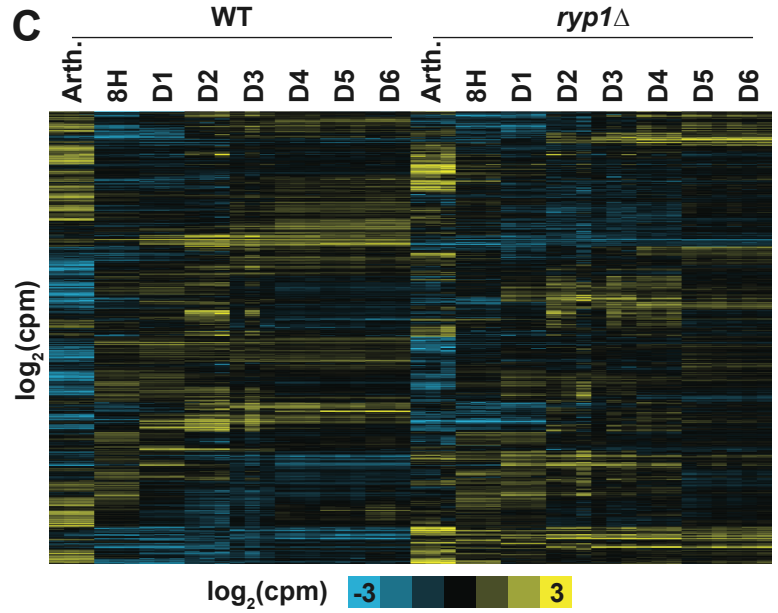 C
WT ryp1Δ
Arth. 8H D1 D2 D3 D4 D5 D6 Arth. 8H D1 D2 D3 D4 D5 D6
log₂(cpm)
log₂(cpm) -3 3